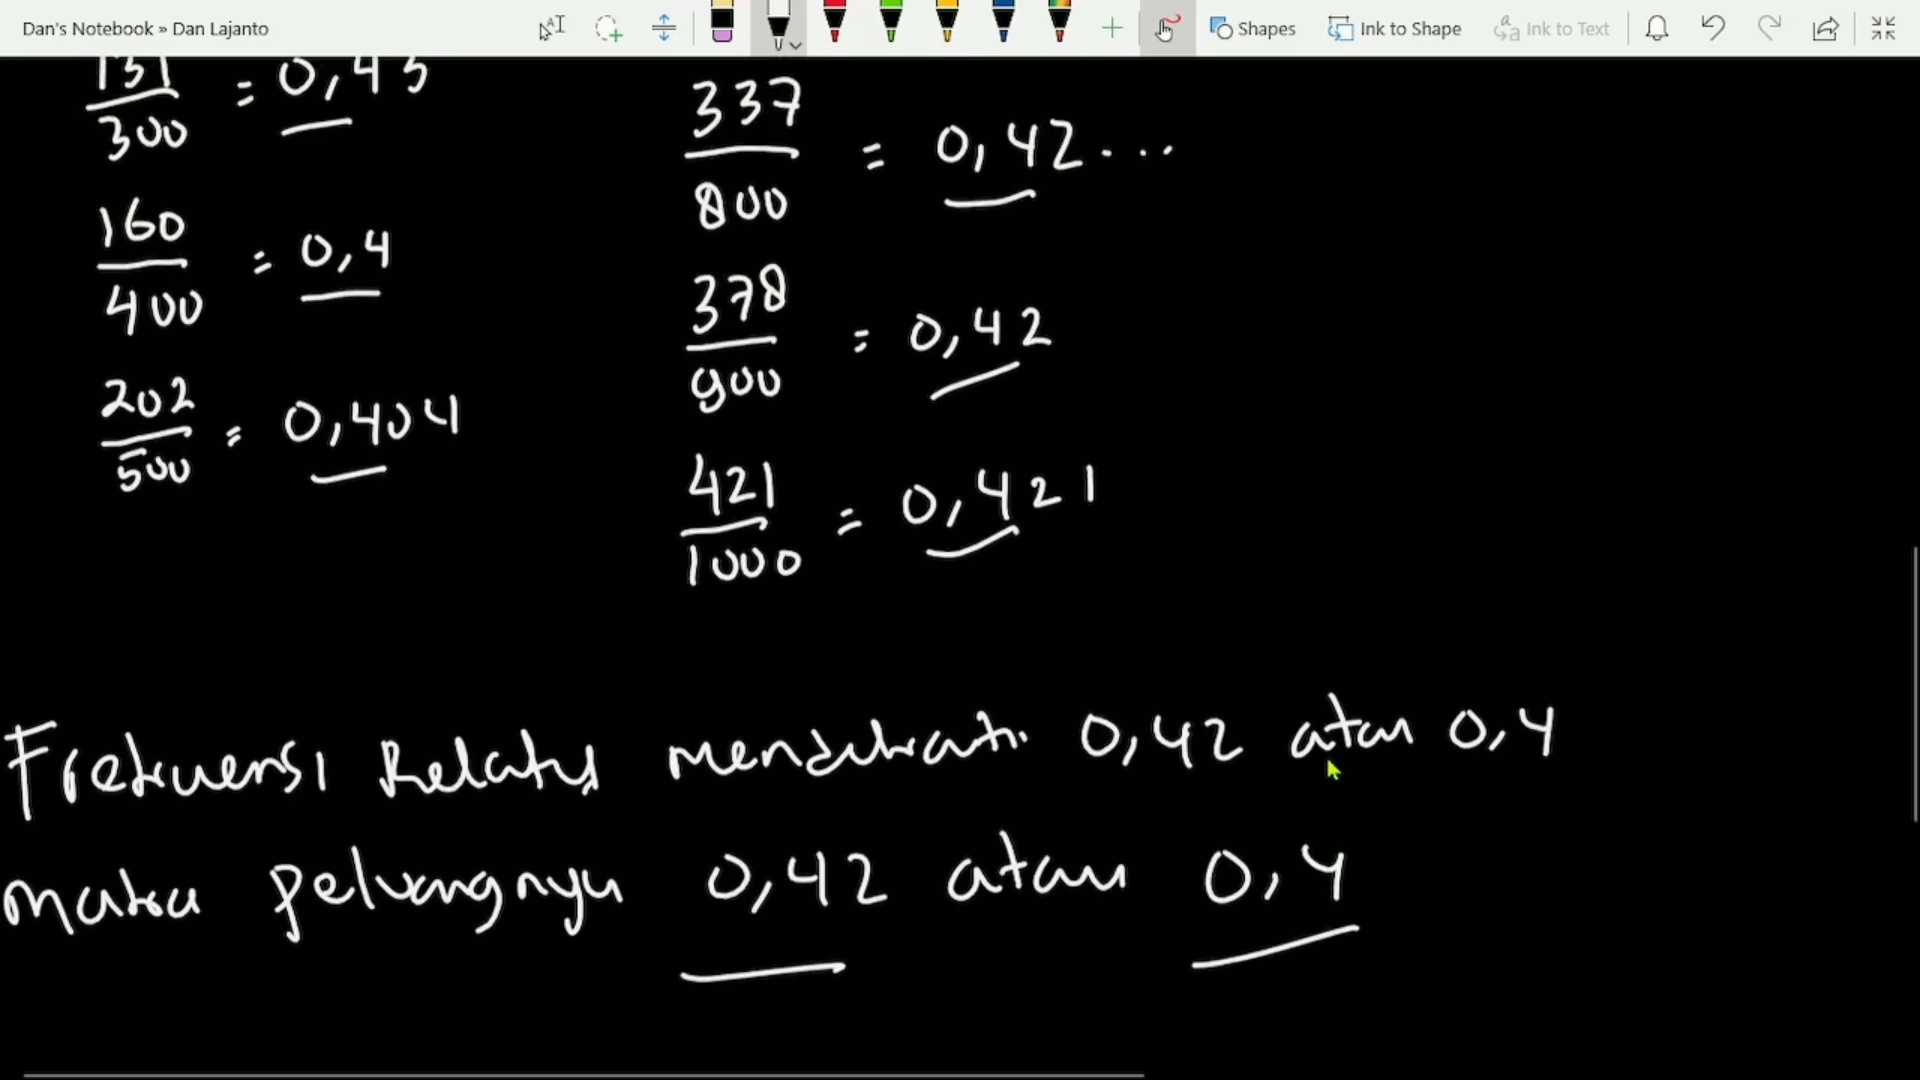 Dan's Notebook » Dan Lajanto
Shapes
Ink to Shape
Ink to Text
131/300 = 0,43
160/400 = 0,4
202/500 = 0,404
337/800 = 0,42...
378/900 = 0,42
421/1000 = 0,421
Frekuensi Relatif mendekati 0,42 atau 0,4
maka peluangnya 0,42 atau 0,4